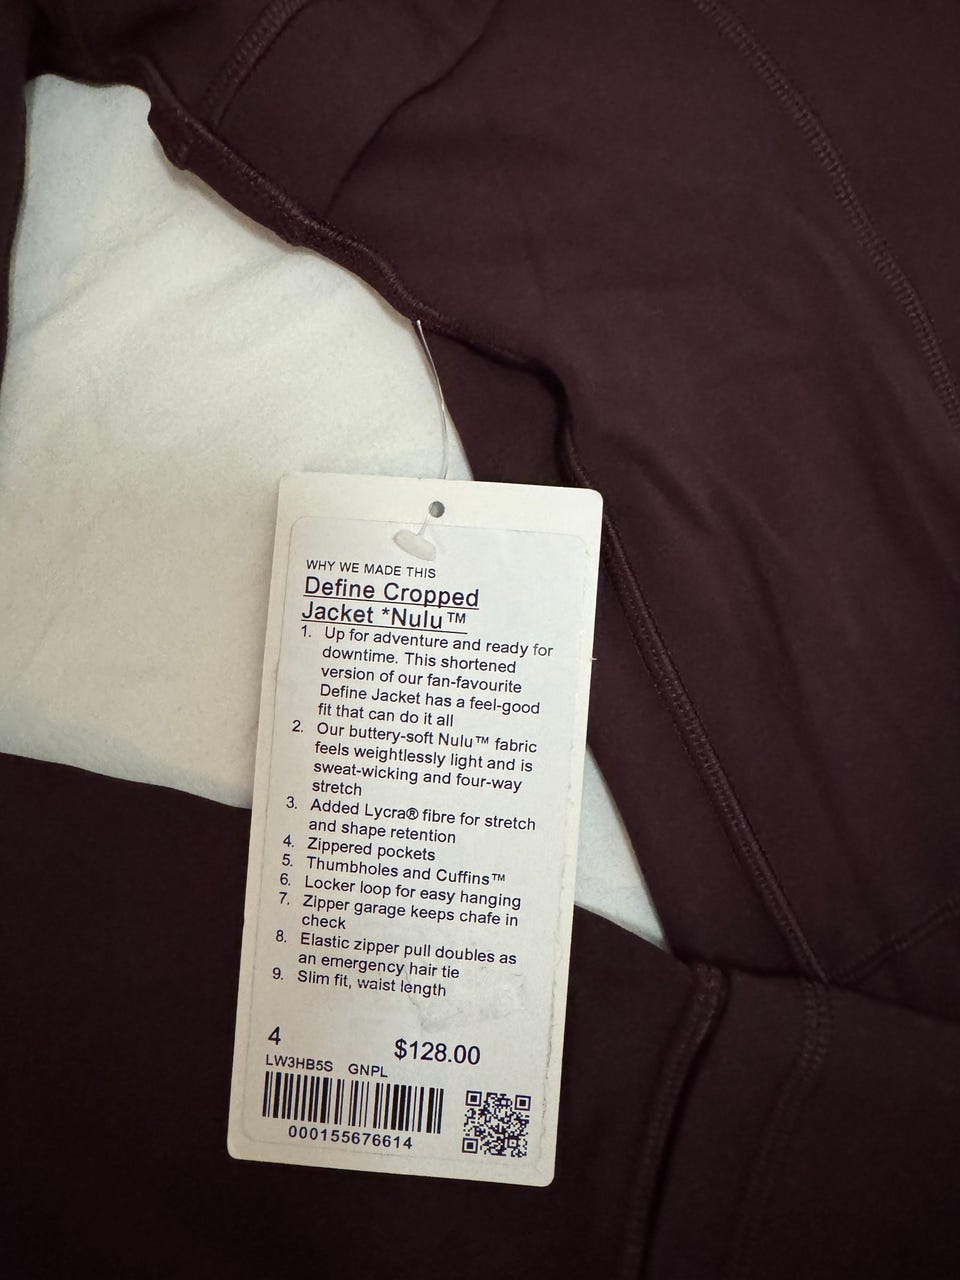 WHY WE MADE THIS
Define Cropped
Jacket *Nulu™
1. Up for adventure and ready for
downtime. This shortened
version of our fan-favourite
Define Jacket has a feel-good
fit that can do it all
2. Our buttery-soft Nulu™ fabric
feels weightlessly light and is
sweat-wicking and four-way
stretch
3. Added Lycra® fibre for stretch
and shape retention
4. Zippered pockets
5. Thumbholes and Cuffins™
6. Locker loop for easy hanging
7. Zipper garage keeps chafe in
check
8. Elastic zipper pull doubles as
an emergency hair tie
9. Slim fit, waist length
4 $128.00
LW3HB5S GNPL
000155676614